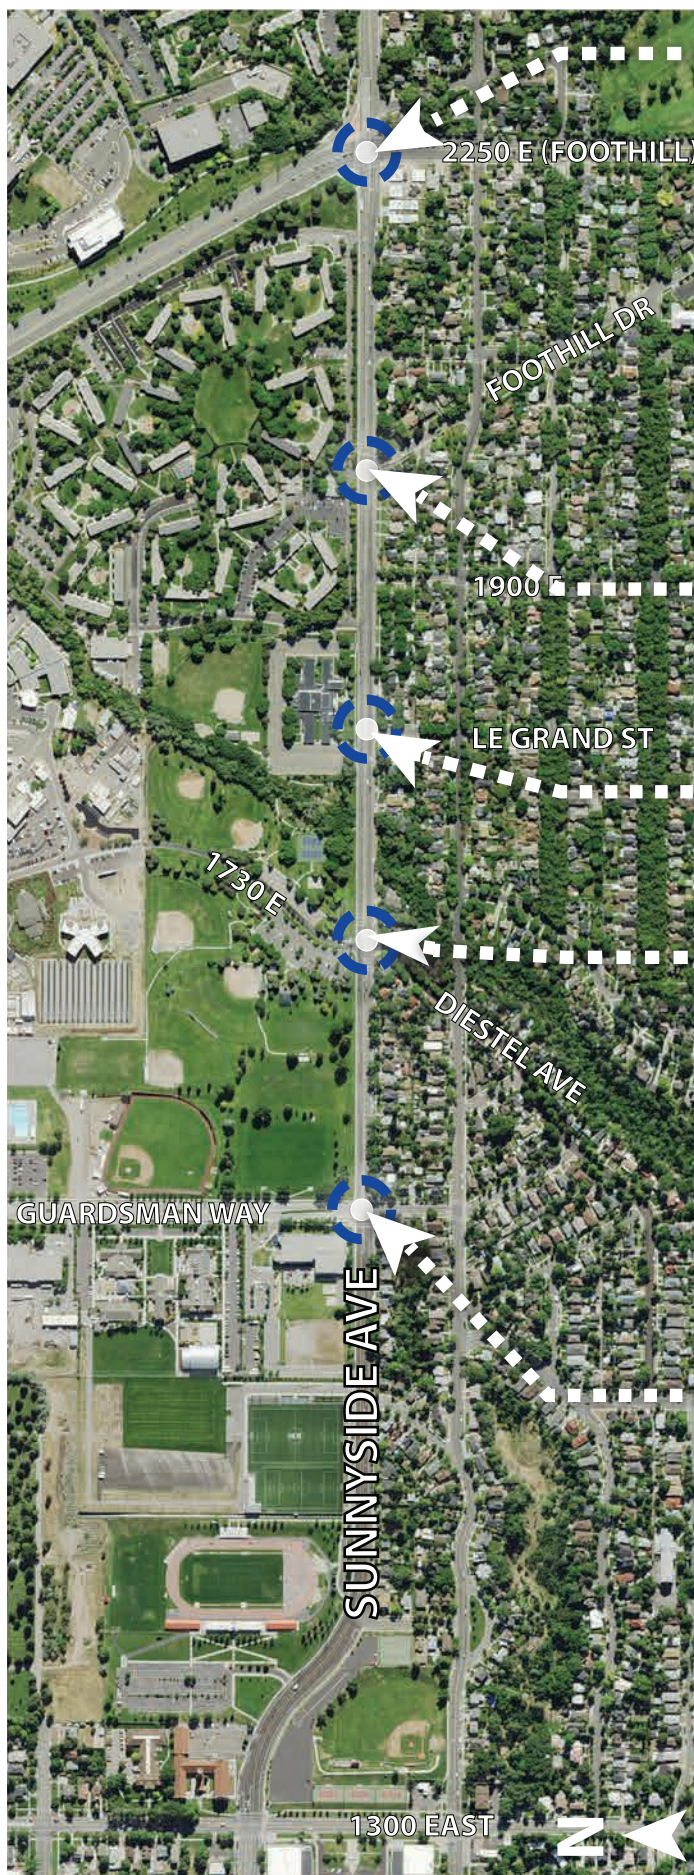 2250 E (FOOTHILL)
FOOTHILL DR
1900 E
LE GRAND ST
1730 E
DIESTEL AVE
GUARDSMAN WAY
SUNNYSIDE AVE
1300 EAST
N